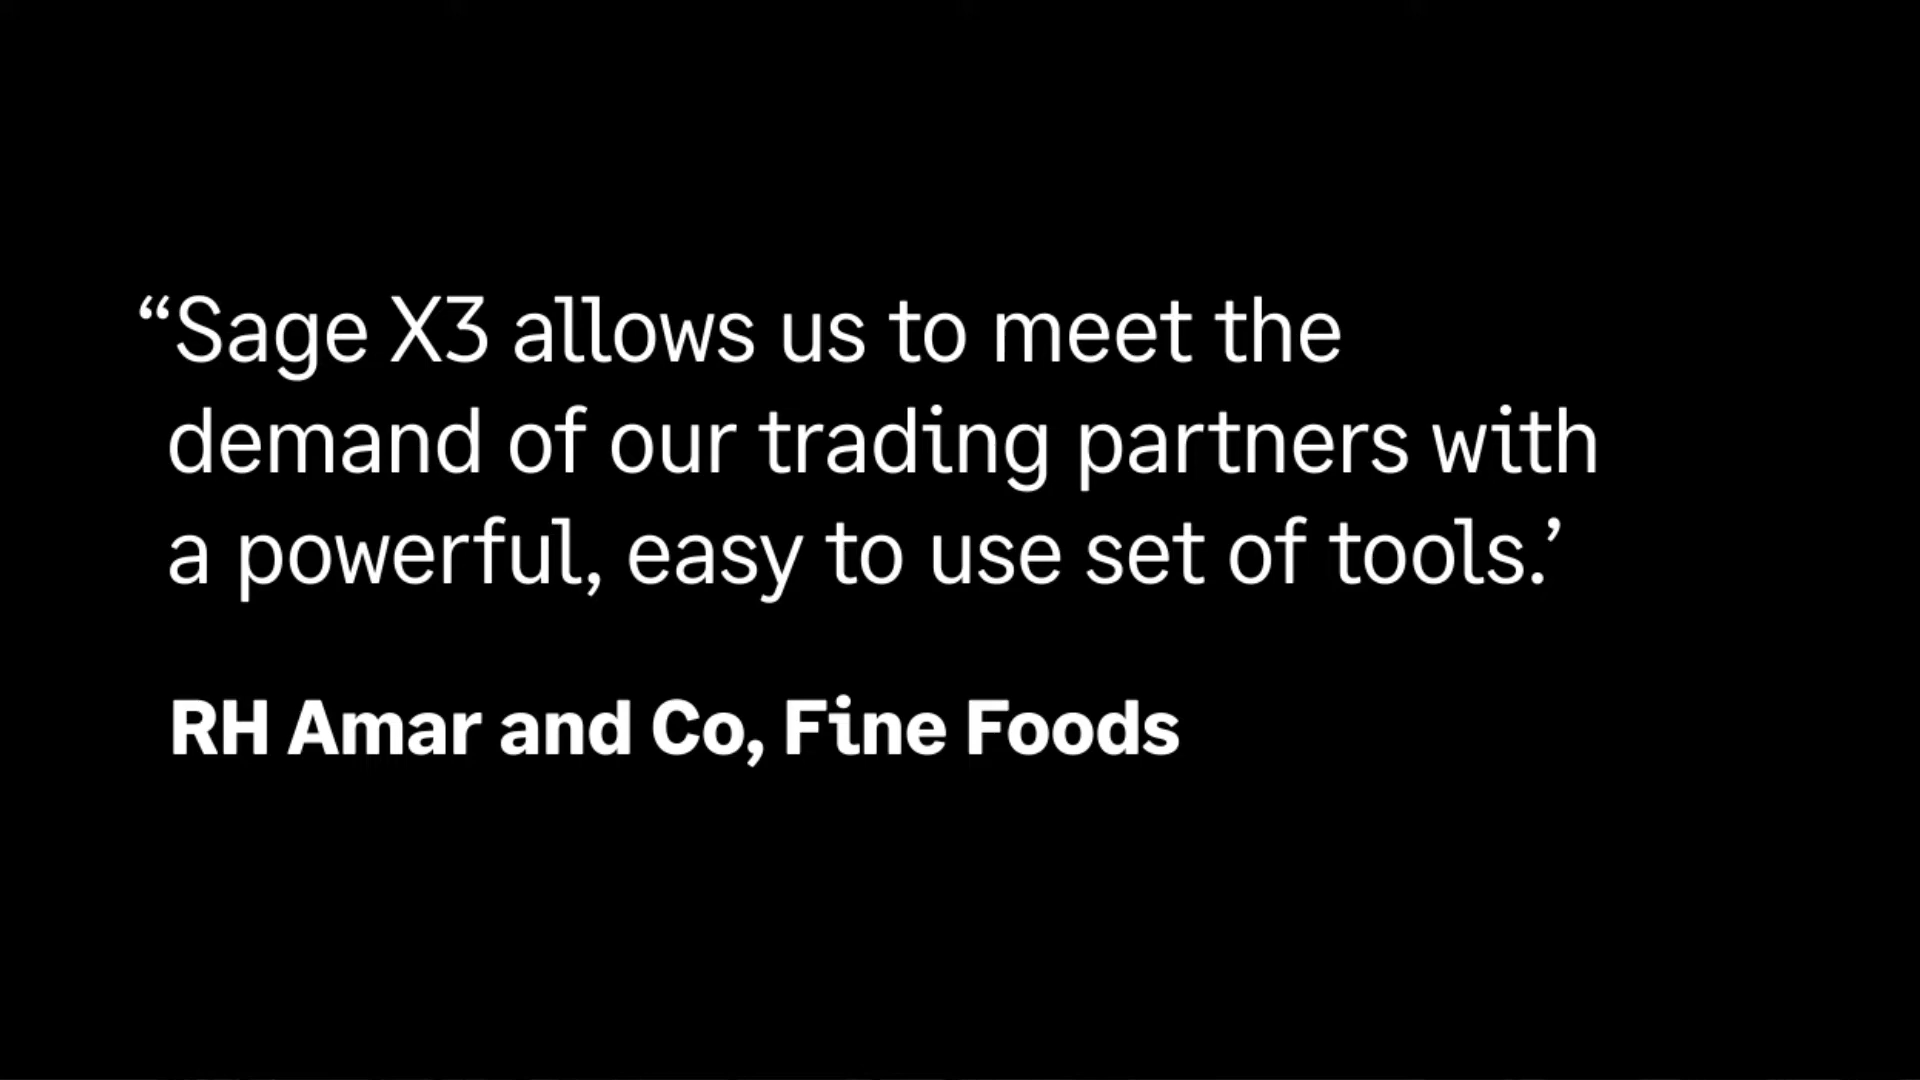 “Sage X3 allows us to meet the
demand of our trading partners with
a powerful, easy to use set of tools.’
RH Amar and Co, Fine Foods